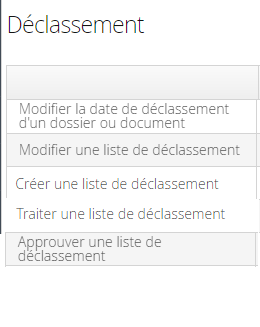 Déclassement
Modifier la date de déclassement
d'un dossier ou document
Modifier une liste de déclassement
Créer une liste de déclassement
Traiter une liste de déclassement
Approuver une liste de
déclassement